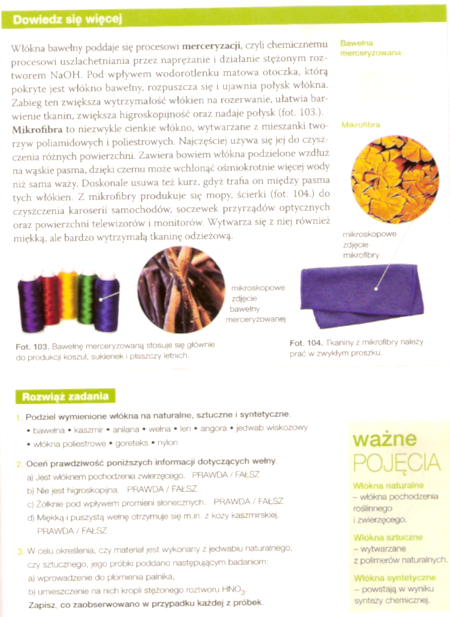 Dowiedz się więcej
Włókna bawełny poddaje się procesowi merceryzacji, czyli chemicznemu
procesowi uszlachetniania przez naprężanie i działanie stężonym roz-
tworem NaOH. Pod wpływem wodorotlenku matowa otoczka, którą
pokryte jest włókno bawełny, rozpuszcza się i ujawnia połysk włókna.
Zabieg ten zwiększa wytrzymałość włókien na rozerwanie, ułatwia bar-
wienie tkanin, zwiększa higroskopijność oraz nadaje połysk (fot. 103.).
Mikrofibra to niezwykle cienkie włókno, wytwarzane z mieszanki two-
rzyw poliamidowych i poliestrowych. Najczęściej używa się jej do czysz-
czenia różnych powierzchni. Zawiera bowiem włókna podzielone wzdłuż
na wąskie pasma, dzięki czemu może wchłonąć ośmiokrotnie więcej wody
niż sama waży. Doskonale usuwa też kurz, gdyż trafia on między pasma
tych włókien. Z mikrofibry produkuje się mopy, ścierki (fot. 104.) do
czyszczenia karoserii samochodów, soczewek przyrządów optycznych
oraz powierzchni telewizorów i monitorów. Wytwarza się z niej również
miękką, ale bardzo wytrzymałą tkaninę odzieżową.
Bawełna
merceryzowana
Mikrofibra
mikroskopowe
zdjęcie
mikrofibry
mikroskopowe
zdjęcie
bawełny
merceryzowanej
Fot. 103. Bawełnę merceryzowaną stosuje się głównie
do produkcji koszul, sukienek i płaszczy letnich.
Fot. 104. Tkaniny z mikrofibry należy
prać w zwykłym proszku.
Rozwiąż zadania
1. Podziel wymienione włókna na naturalne, sztuczne i syntetyczne.
• bawełna • kaszmir • anilana • wełna • len • angora • jedwab wiskozowy
• włókno poliestrowe • goreteks • nylon
2. Oceń prawdziwość poniższych informacji dotyczących wełny.
a) Jest włóknem pochodzenia zwierzęcego. PRAWDA / FAŁSZ
b) Nie jest higroskopijna. PRAWDA / FAŁSZ
c) Żółknie pod wpływem promieni słonecznych. PRAWDA / FAŁSZ
d) Miękką i puszystą wełnę otrzymuje się m.in. z kozy kaszmirskiej.
PRAWDA / FAŁSZ
3. W celu określenia, czy materiał jest wykonany z jedwabiu naturalnego,
czy sztucznego, jego próbki poddano następującym badaniom:
a) wprowadzenie do płomienia palnika,
b) umieszczenie na nich kropli stężonego roztworu HNO₃.
Zapisz, co zaobserwowano w przypadku każdej z próbek.
ważne
POJĘCIA
Włókna naturalne
– włókna pochodzenia
roślinnego
i zwierzęcego.
Włókna sztuczne
– wytwarzane
z polimerów naturalnych.
Włókna syntetyczne
– powstają w wyniku
syntezy chemicznej.